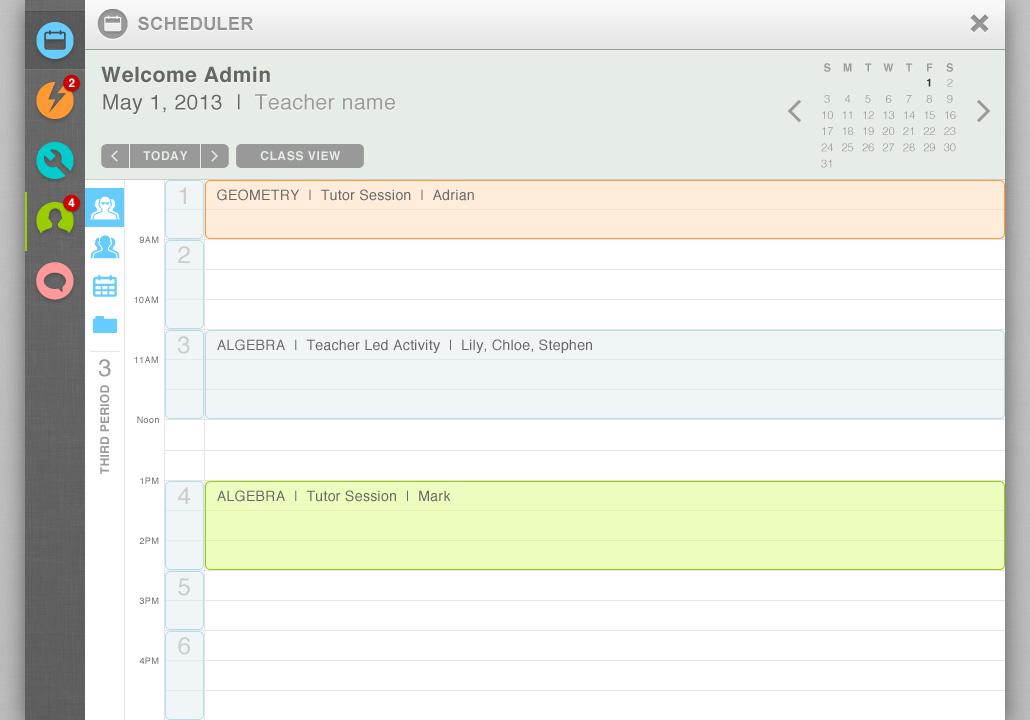 SCHEDULER
Welcome Admin
May 1, 2013 | Teacher name
TODAY
CLASS VIEW
S M T W T F S
1 2
3 4 5 6 7 8 9
10 11 12 13 14 15 16
17 18 19 20 21 22 23
24 25 26 27 28 29 30
31
2
4
3
THIRD PERIOD
1
GEOMETRY | Tutor Session | Adrian
9AM
2
10AM
3
ALGEBRA | Teacher Led Activity | Lily, Chloe, Stephen
11AM
Noon
1PM
4
ALGEBRA | Tutor Session | Mark
2PM
5
3PM
6
4PM